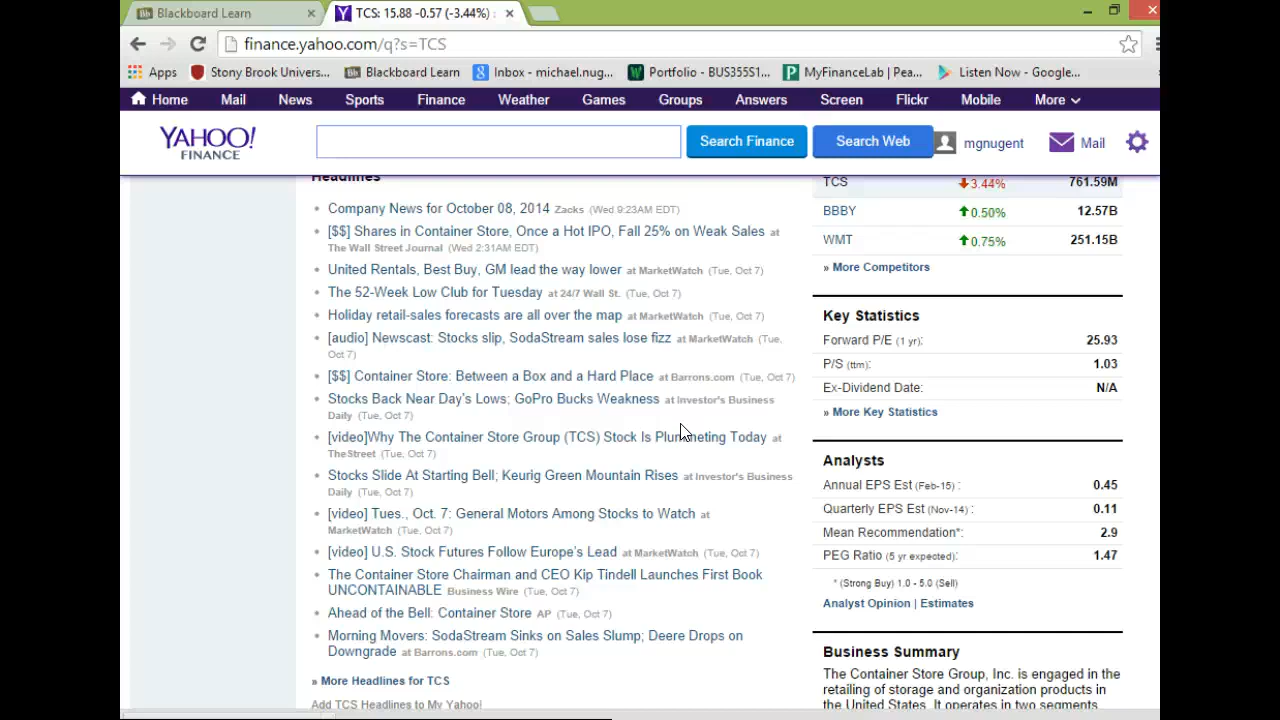 Blackboard Learn
TCS: 15.88 -0.57 (-3.44%)
finance.yahoo.com/q?s=TCS
Apps
Stony Brook Univers...
Blackboard Learn
Inbox - michael.nug...
Portfolio - BUS355S1...
MyFinanceLab | Pea...
Listen Now - Google...
Home Mail News Sports Finance Weather Games Groups Answers Screen Flickr Mobile More
YAHOO!
FINANCE
Search Finance
Search Web
mgnugent
Mail
Headlines
Company News for October 08, 2014 Zacks (Wed 9:23AM EDT)
[$$] Shares in Container Store, Once a Hot IPO, Fall 25% on Weak Sales at
The Wall Street Journal (Wed 2:31AM EDT)
United Rentals, Best Buy, GM lead the way lower at MarketWatch (Tue, Oct 7)
The 52-Week Low Club for Tuesday at 24/7 Wall St. (Tue, Oct 7)
Holiday retail-sales forecasts are all over the map at MarketWatch (Tue, Oct 7)
[audio] Newscast: Stocks slip, SodaStream sales lose fizz at MarketWatch (Tue,
Oct 7)
[$$] Container Store: Between a Box and a Hard Place at Barrons.com (Tue, Oct 7)
Stocks Back Near Day's Lows; GoPro Bucks Weakness at Investor's Business
Daily (Tue, Oct 7)
[video]Why The Container Store Group (TCS) Stock Is Plummeting Today at
TheStreet (Tue, Oct 7)
Stocks Slide At Starting Bell; Keurig Green Mountain Rises at Investor's Business
Daily (Tue, Oct 7)
[video] Tues., Oct. 7: General Motors Among Stocks to Watch at
MarketWatch (Tue, Oct 7)
[video] U.S. Stock Futures Follow Europe's Lead at MarketWatch (Tue, Oct 7)
The Container Store Chairman and CEO Kip Tindell Launches First Book
UNCONTAINABLE Business Wire (Tue, Oct 7)
Ahead of the Bell: Container Store AP (Tue, Oct 7)
Morning Movers: SodaStream Sinks on Sales Slump; Deere Drops on
Downgrade at Barrons.com (Tue, Oct 7)
» More Headlines for TCS
Add TCS Headlines to My Yahoo!
TCS 3.44% 761.59M
BBBY 0.50% 12.57B
WMT 0.75% 251.15B
» More Competitors
Key Statistics
Forward P/E (1 yr): 25.93
P/S (ttm): 1.03
Ex-Dividend Date: N/A
» More Key Statistics
Analysts
Annual EPS Est (Feb-15) : 0.45
Quarterly EPS Est (Nov-14) : 0.11
Mean Recommendation*: 2.9
PEG Ratio (5 yr expected): 1.47
* (Strong Buy) 1.0 - 5.0 (Sell)
Analyst Opinion | Estimates
Business Summary
The Container Store Group, Inc. is engaged in the
retailing of storage and organization products in
the United States. It operates in two segments